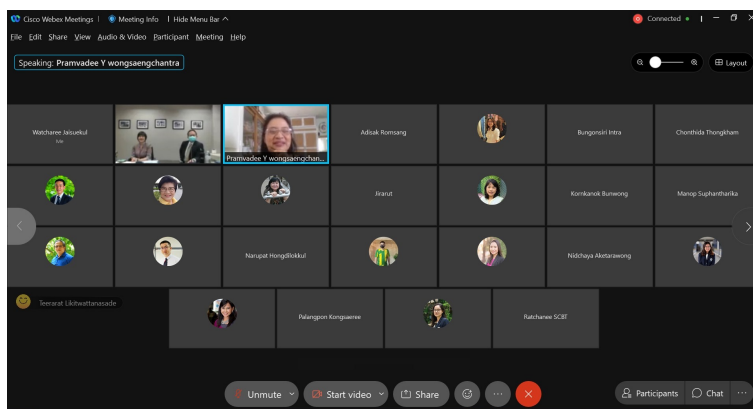 Cisco Webex Meetings | Meeting Info | Hide Menu Bar
Connected
File Edit Share View Audio & Video Participant Meeting Help
Speaking: Pramvadee Y wongsaengchantra
Layout
Watcharee Jaisuekul
Me
Pramvadee Y wongsaengchan...
Adisak Romsang
Bungonsiri Intra
Chonthida Thongkham
Jirarut
Kornkanok Bunwong
Manop Suphantharika
Narupat Hongdilokkul
Nidchaya Aketarawong
Teerarat Likitwattanasade
Palangpon Kongsaeree
Ratchanee SCBT
Unmute Start video Share Participants Chat